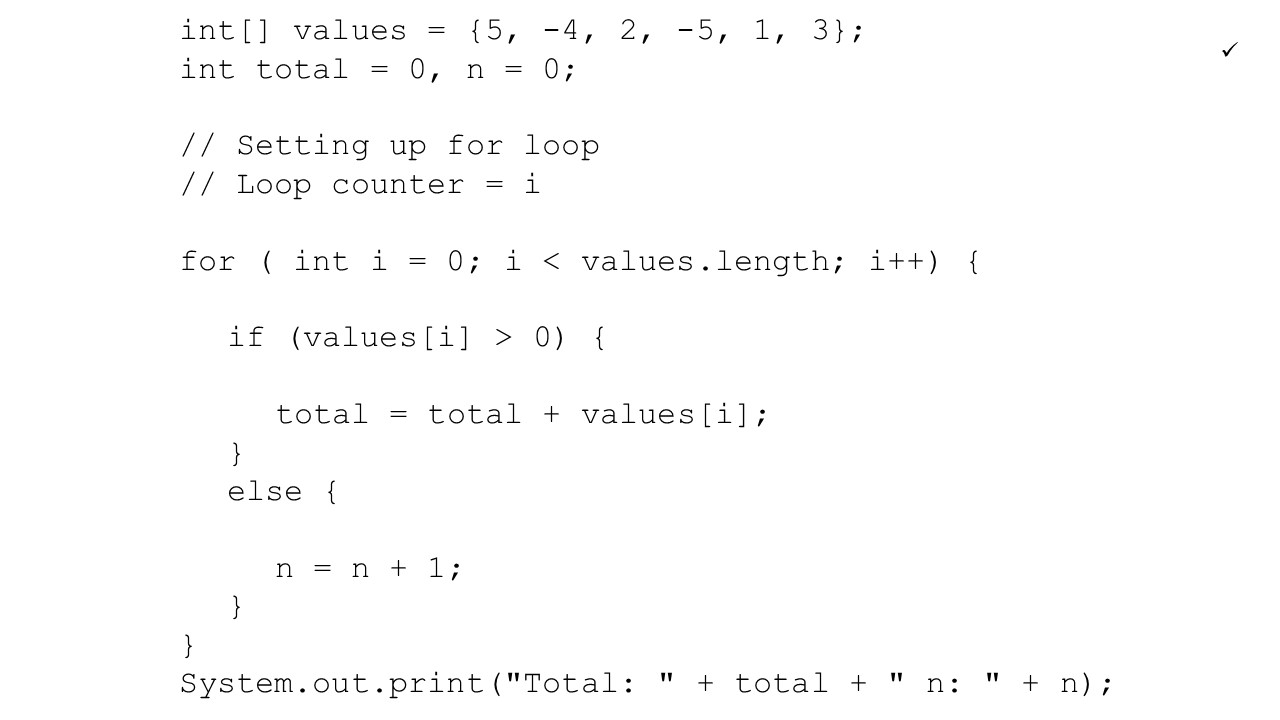 int[] values = {5, -4, 2, -5, 1, 3};
✓
int total = 0, n = 0;
// Setting up for loop
// Loop counter = i
for ( int i = 0; i < values.length; i++) {
if (values[i] > 0) {
total = total + values[i];
}
else {
n = n + 1;
}
}
System.out.print("Total: " + total + " n: " + n);